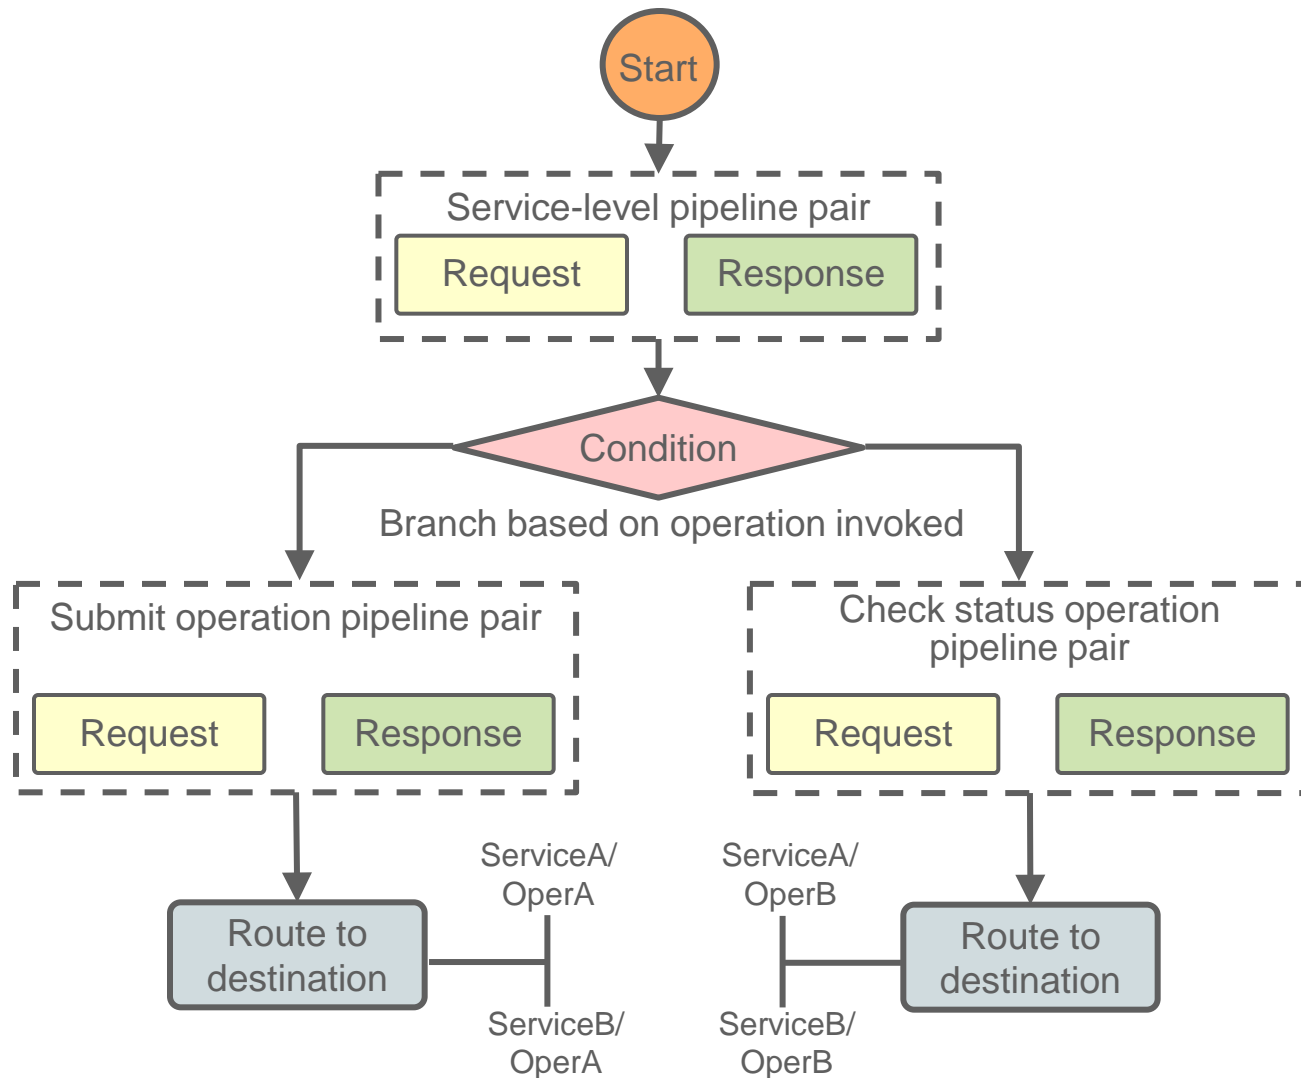 Start
Service-level pipeline pair
Request
Response
Condition
Branch based on operation invoked
Submit operation pipeline pair
Request
Response
Check status operation
pipeline pair
Request
Response
Route to
destination
ServiceA/
OperA
ServiceB/
OperA
ServiceA/
OperB
ServiceB/
OperB
Route to
destination